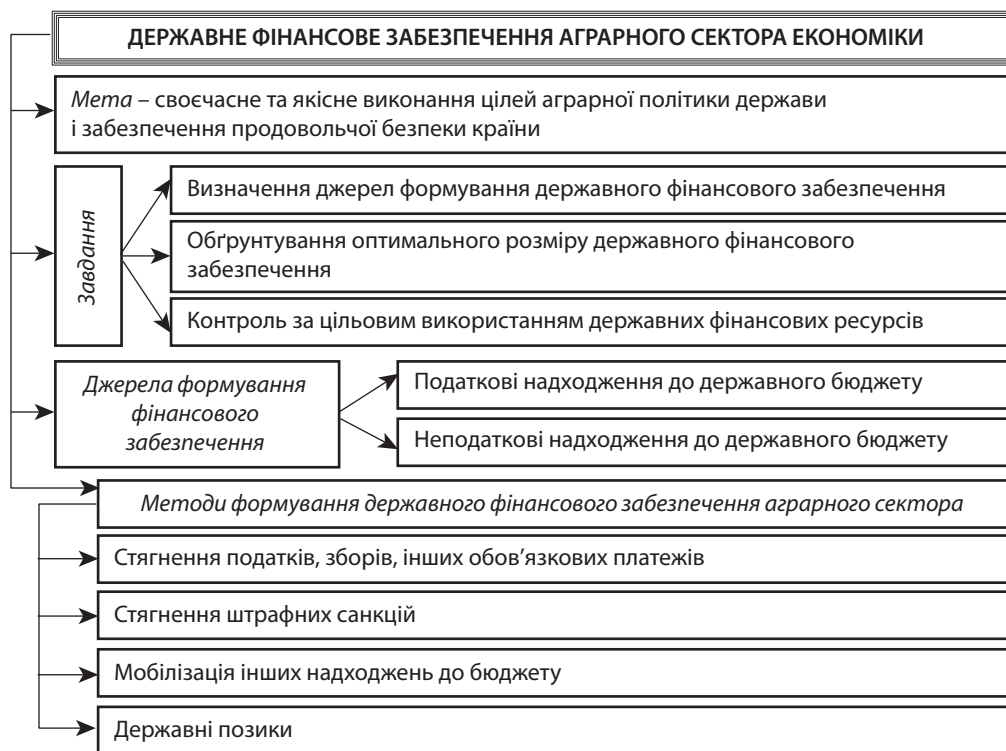 ДЕРЖАВНЕ ФІНАНСОВЕ ЗАБЕЗПЕЧЕННЯ АГРАРНОГО СЕКТОРА ЕКОНОМІКИ
Мета – своєчасне та якісне виконання цілей аграрної політики держави
і забезпечення продовольчої безпеки країни
Завдання
Визначення джерел формування державного фінансового забезпечення
Обґрунтування оптимального розміру державного фінансового
забезпечення
Контроль за цільовим використанням державних фінансових ресурсів
Джерела формування
фінансового
забезпечення
Податкові надходження до державного бюджету
Неподаткові надходження до державного бюджету
Методи формування державного фінансового забезпечення аграрного сектора
Стягнення податків, зборів, інших обов’язкових платежів
Стягнення штрафних санкцій
Мобілізація інших надходжень до бюджету
Державні позики